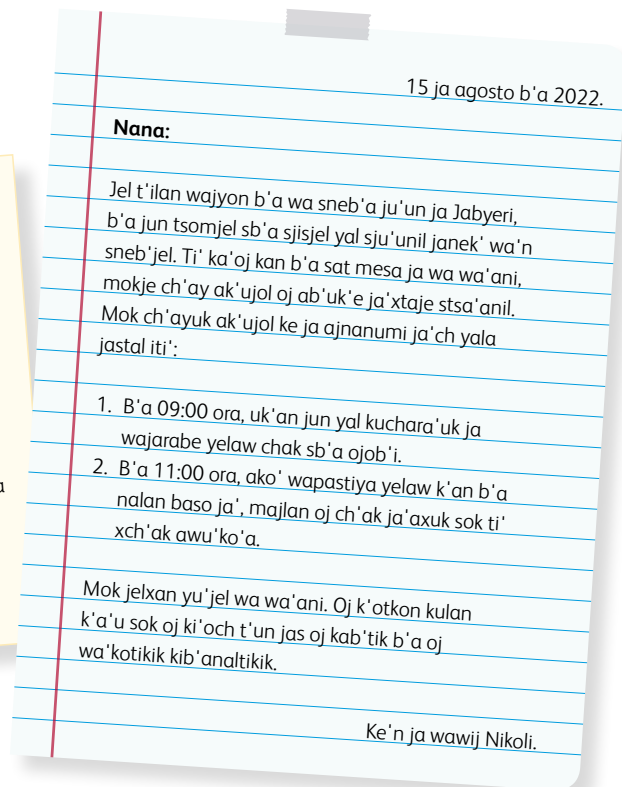 15 ja agosto b'a 2022.
Nana:
Jel t'ilan wajyon b'a wa sneb'a ju'un ja Jabyeri,
b'a jun tsomjel sb'a sjisjel yal sju'unil janek' wa'n
sneb'jel. Ti' ka'oj kan b'a sat mesa ja wa wa'ani,
mokje ch'ay ak'ujol oj ab'uk'e ja'xtaje stsa'anil.
Mok ch'ayuk ak'ujol ke ja ajnanumi ja'ch yala
jastal iti':
1. B'a 09:00 ora, uk'an jun yal kuchara'uk ja
wajarabe yelaw chak sb'a ojob'i.
2. B'a 11:00 ora, ako' wapastiya yelaw k'an b'a
nalan baso ja', majlan oj ch'ak ja'axuk sok ti'
xch'ak awu'ko'a.
Mok jelxan yu'jel wa wa'ani. Oj k'otkon kulan
k'a'u sok oj ki'och t'un jas oj kab'tik b'a oj
wa'kotikik kib'analtikik.
Ke'n ja wawij Nikoli.
a